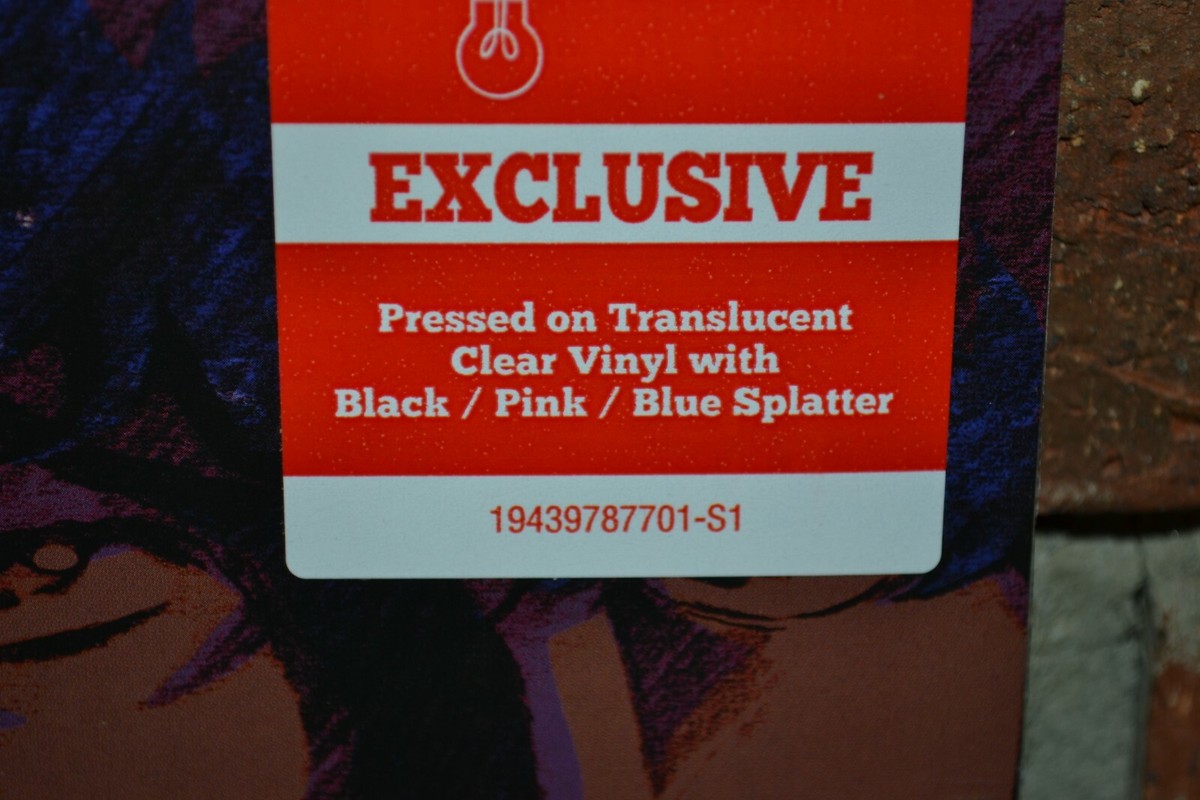 EXCLUSIVE
Pressed on Translucent
Clear Vinyl with
Black / Pink / Blue Splatter
19439787701-S1